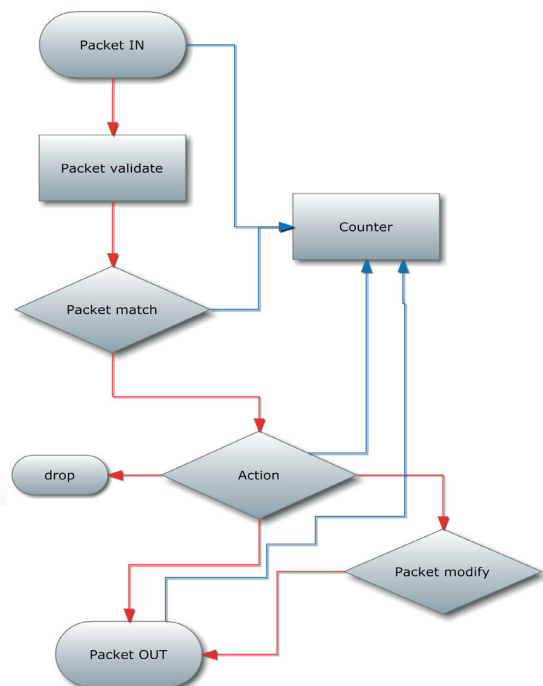 Packet IN
Packet validate
Counter
Packet match
Action
drop
Packet modify
Packet OUT